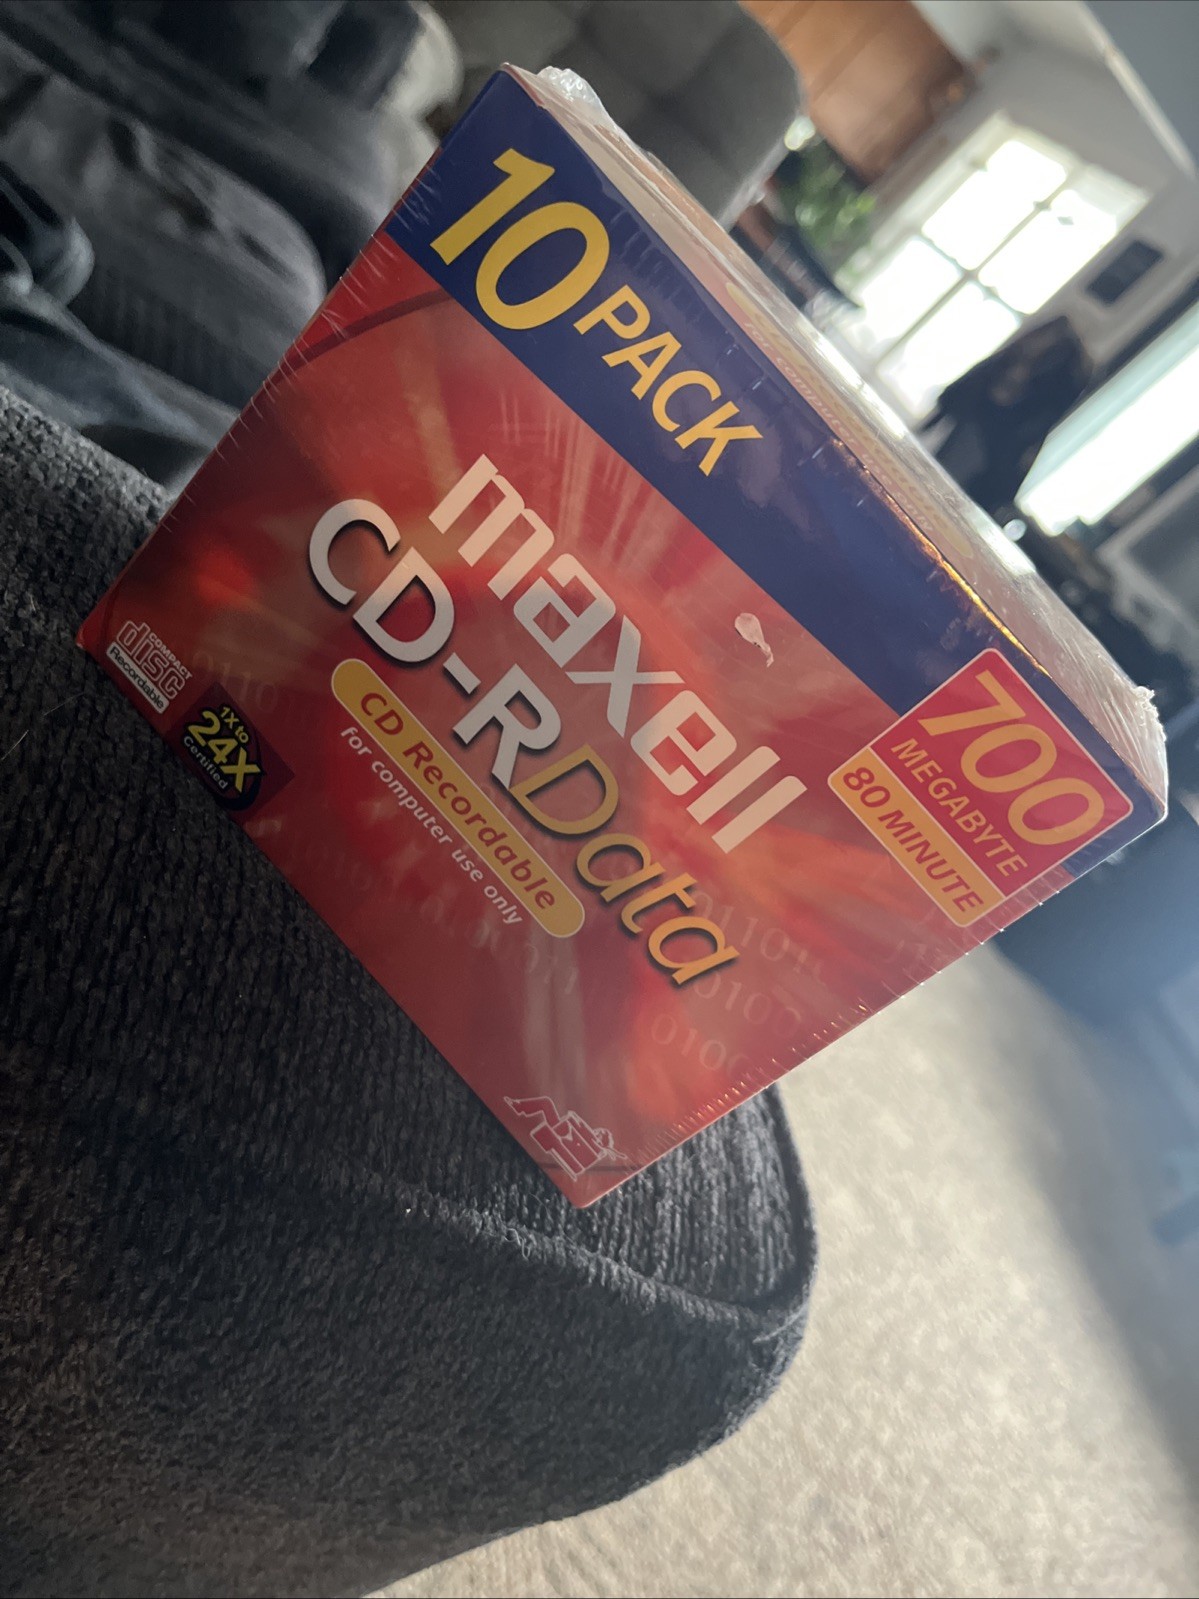 10 PACK
700
MEGABYTE
80 MINUTE
maxell
CD-RData
CD Recordable
for computer use only
COMPACT
disc
Recordable
1X to
24X
Certified